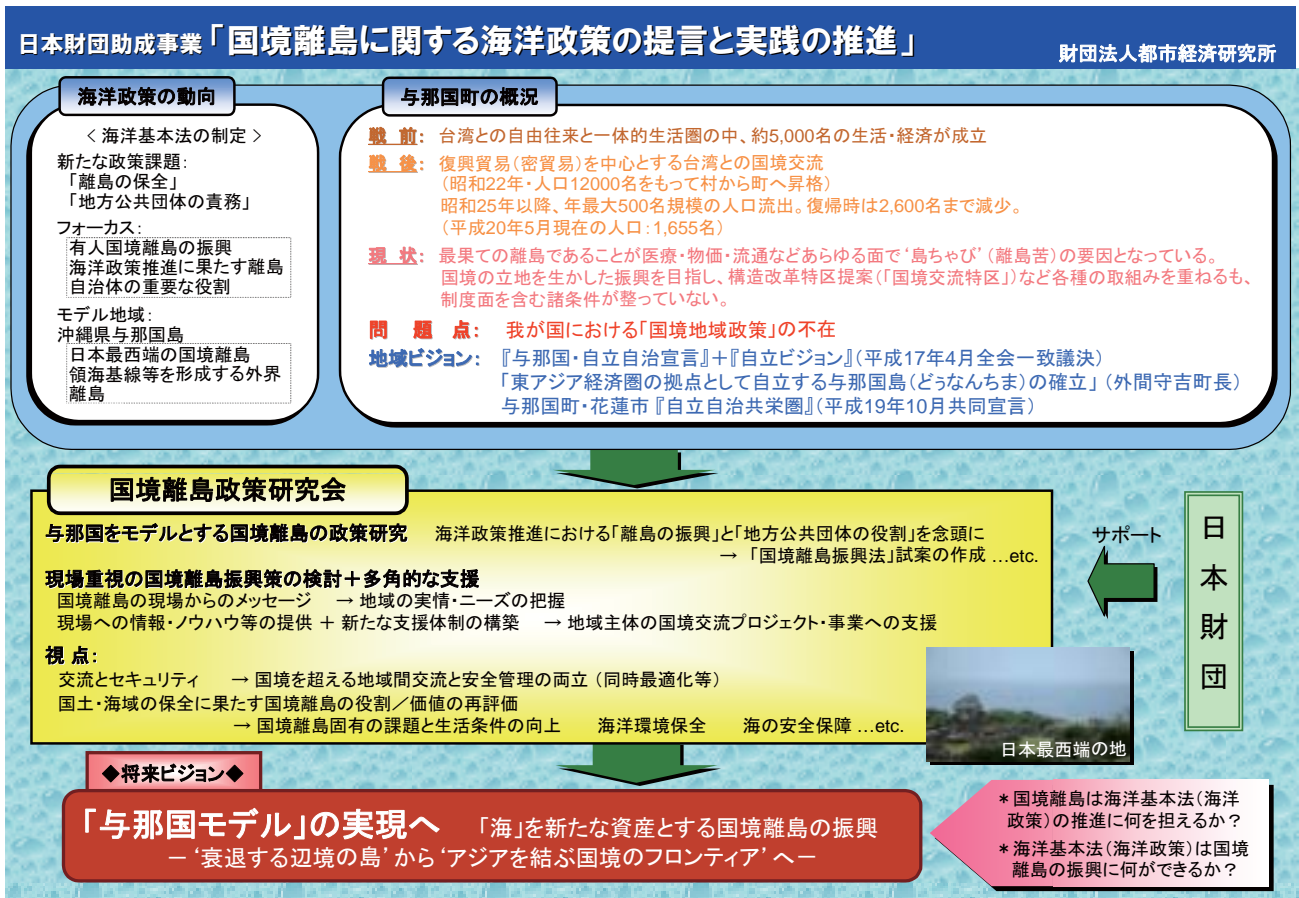 日本財団助成事業「国境離島に関する海洋政策の提言と実践の推進」
財団法人都市経済研究所
海洋政策の動向
＜海洋基本法の制定＞
新たな政策課題：
「離島の保全」
「地方公共団体の責務」
フォーカス：
有人国境離島の振興
海洋政策推進に果たす離島
自治体の重要な役割
モデル地域：
沖縄県与那国島
日本最西端の国境離島
領海基線等を形成する外界
離島
与那国町の概況
戦 前： 台湾との自由往来と一体的生活圏の中、約5,000名の生活・経済が成立
戦 後： 復興貿易（密貿易）を中心とする台湾との国境交流
（昭和22年・人口12000名をもって村から町へ昇格）
昭和25年以降、年最大500名規模の人口流出。復帰時は2,600名まで減少。
（平成20年5月現在の人口：1,655名）
現 状： 最果ての離島であることが医療・物価・流通などあらゆる面で‘島ちゃび’（離島苦）の要因となっている。
国境の立地を生かした振興を目指し、構造改革特区提案（「国境交流特区」）など各種の取組みを重ねるも、
制度面を含む諸条件が整っていない。
問 題 点： 我が国における「国境地域政策」の不在
地域ビジョン： 『与那国・自立自治宣言』＋『自立ビジョン』（平成17年4月全会一致議決）
「東アジア経済圏の拠点として自立する与那国島（どぅなんちま）の確立」（外間守吉町長）
与那国町・花蓮市 『自立自治共栄圏』（平成19年10月共同宣言）
国境離島政策研究会
与那国をモデルとする国境離島の政策研究 海洋政策推進における「離島の振興」と「地方公共団体の役割」を念頭に
→ 「国境離島振興法」試案の作成 …etc.
現場重視の国境離島振興策の検討＋多角的な支援
国境離島の現場からのメッセージ → 地域の実情・ニーズの把握
現場への情報・ノウハウ等の提供 ＋ 新たな支援体制の構築 → 地域主体の国境交流プロジェクト・事業への支援
視 点：
交流とセキュリティ → 国境を超える地域間交流と安全管理の両立（同時最適化等）
国土・海域の保全に果たす国境離島の役割／価値の再評価
→ 国境離島固有の課題と生活条件の向上 海洋環境保全 海の安全保障 …etc.
日本最西端の地
サポート
日本財団
◆将来ビジョン◆
「与那国モデル」の実現へ 「海」を新たな資産とする国境離島の振興
－‘衰退する辺境の島’から‘アジアを結ぶ国境のフロンティア’へ－
＊国境離島は海洋基本法（海洋
政策）の推進に何を担えるか？
＊海洋基本法（海洋政策）は国境
離島の振興に何ができるか？